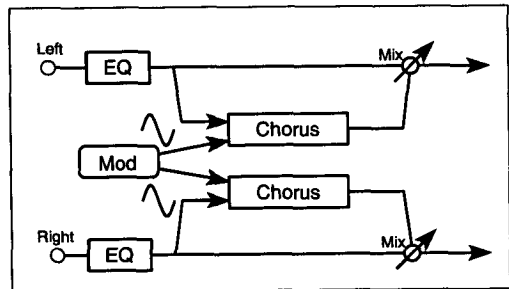 Left
EQ
Mix
Chorus
Mod
Chorus
Right
EQ
Mix